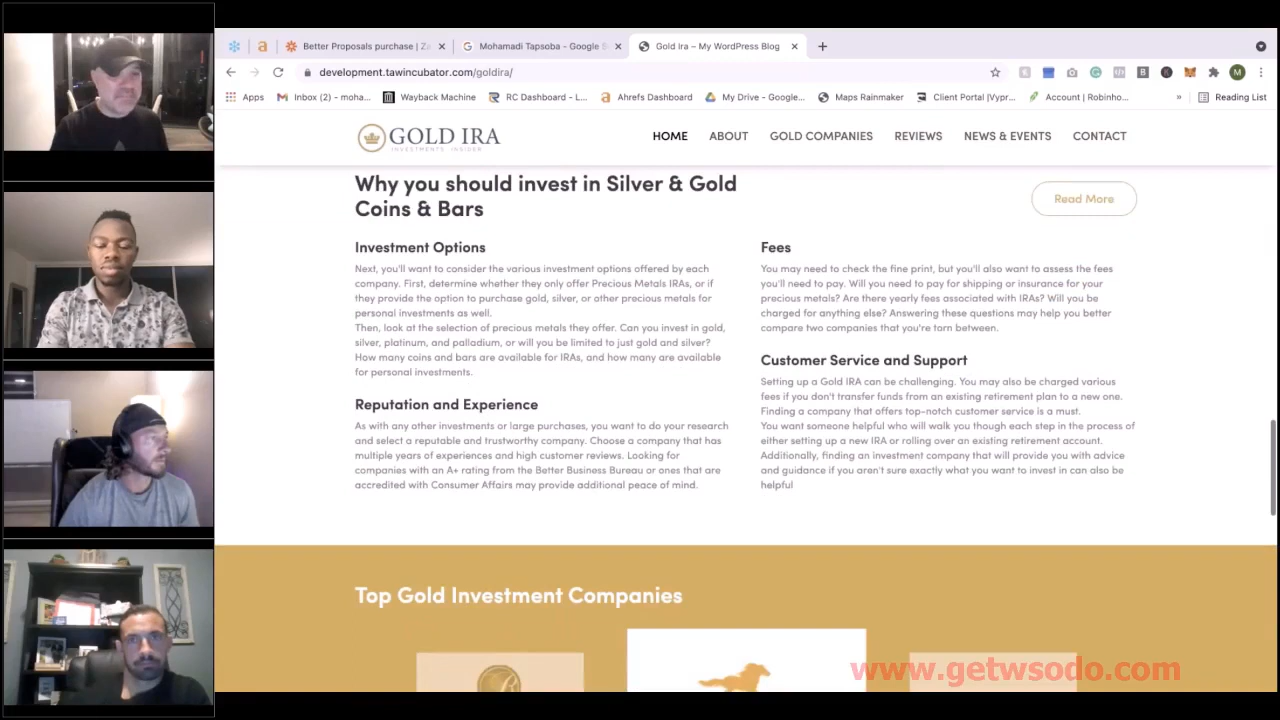 Better Proposals purchase | Za
Mohamadi Tapsoba - Google B
Gold Ira – My WordPress Blog
development.tawincubator.com/goldira/
M
Apps
Inbox (2) - moha...
Wayback Machine
RC Dashboard - L...
Ahrefs Dashboard
My Drive - Google...
Maps Rainmaker
Client Portal |Vypr...
Account | Robinho...
»
Reading List
GOLD IRA
INVESTMENTS INSIDER
HOME
ABOUT
GOLD COMPANIES
REVIEWS
NEWS & EVENTS
CONTACT
Why you should invest in Silver & Gold
Coins & Bars
Read More
Investment Options
Next, you'll want to consider the various investment options offered by each
company. First, determine whether they only offer Precious Metals IRAs, or if
they provide the option to purchase gold, silver, or other precious metals for
personal investments as well.
Then, look at the selection of precious metals they offer. Can you invest in gold,
silver, platinum, and palladium, or will you be limited to just gold and silver?
How many coins and bars are available for IRAs, and how many are available
for personal investments.
Reputation and Experience
As with any other investments or large purchases, you want to do your research
and select a reputable and trustworthy company. Choose a company that has
multiple years of experiences and high customer reviews. Looking for
companies with an A+ rating from the Better Business Bureau or ones that are
accredited with Consumer Affairs may provide additional peace of mind.
Fees
You may need to check the fine print, but you'll also want to assess the fees
you'll need to pay. Will you need to pay for shipping or insurance for your
precious metals? Are there yearly fees associated with IRAs? Will you be
charged for anything else? Answering these questions may help you better
compare two companies that you're torn between.
Customer Service and Support
Setting up a Gold IRA can be challenging. You may also be charged various
fees if you don't transfer funds from an existing retirement plan to a new one.
Finding a company that offers top-notch customer service is a must.
You want someone helpful who will walk you though each step in the process of
either setting up a new IRA or rolling over an existing retirement account.
Additionally, finding an investment company that will provide you with advice
and guidance if you aren't sure exactly what you want to invest in can also be
helpful
Top Gold Investment Companies
www.getwsodo.com